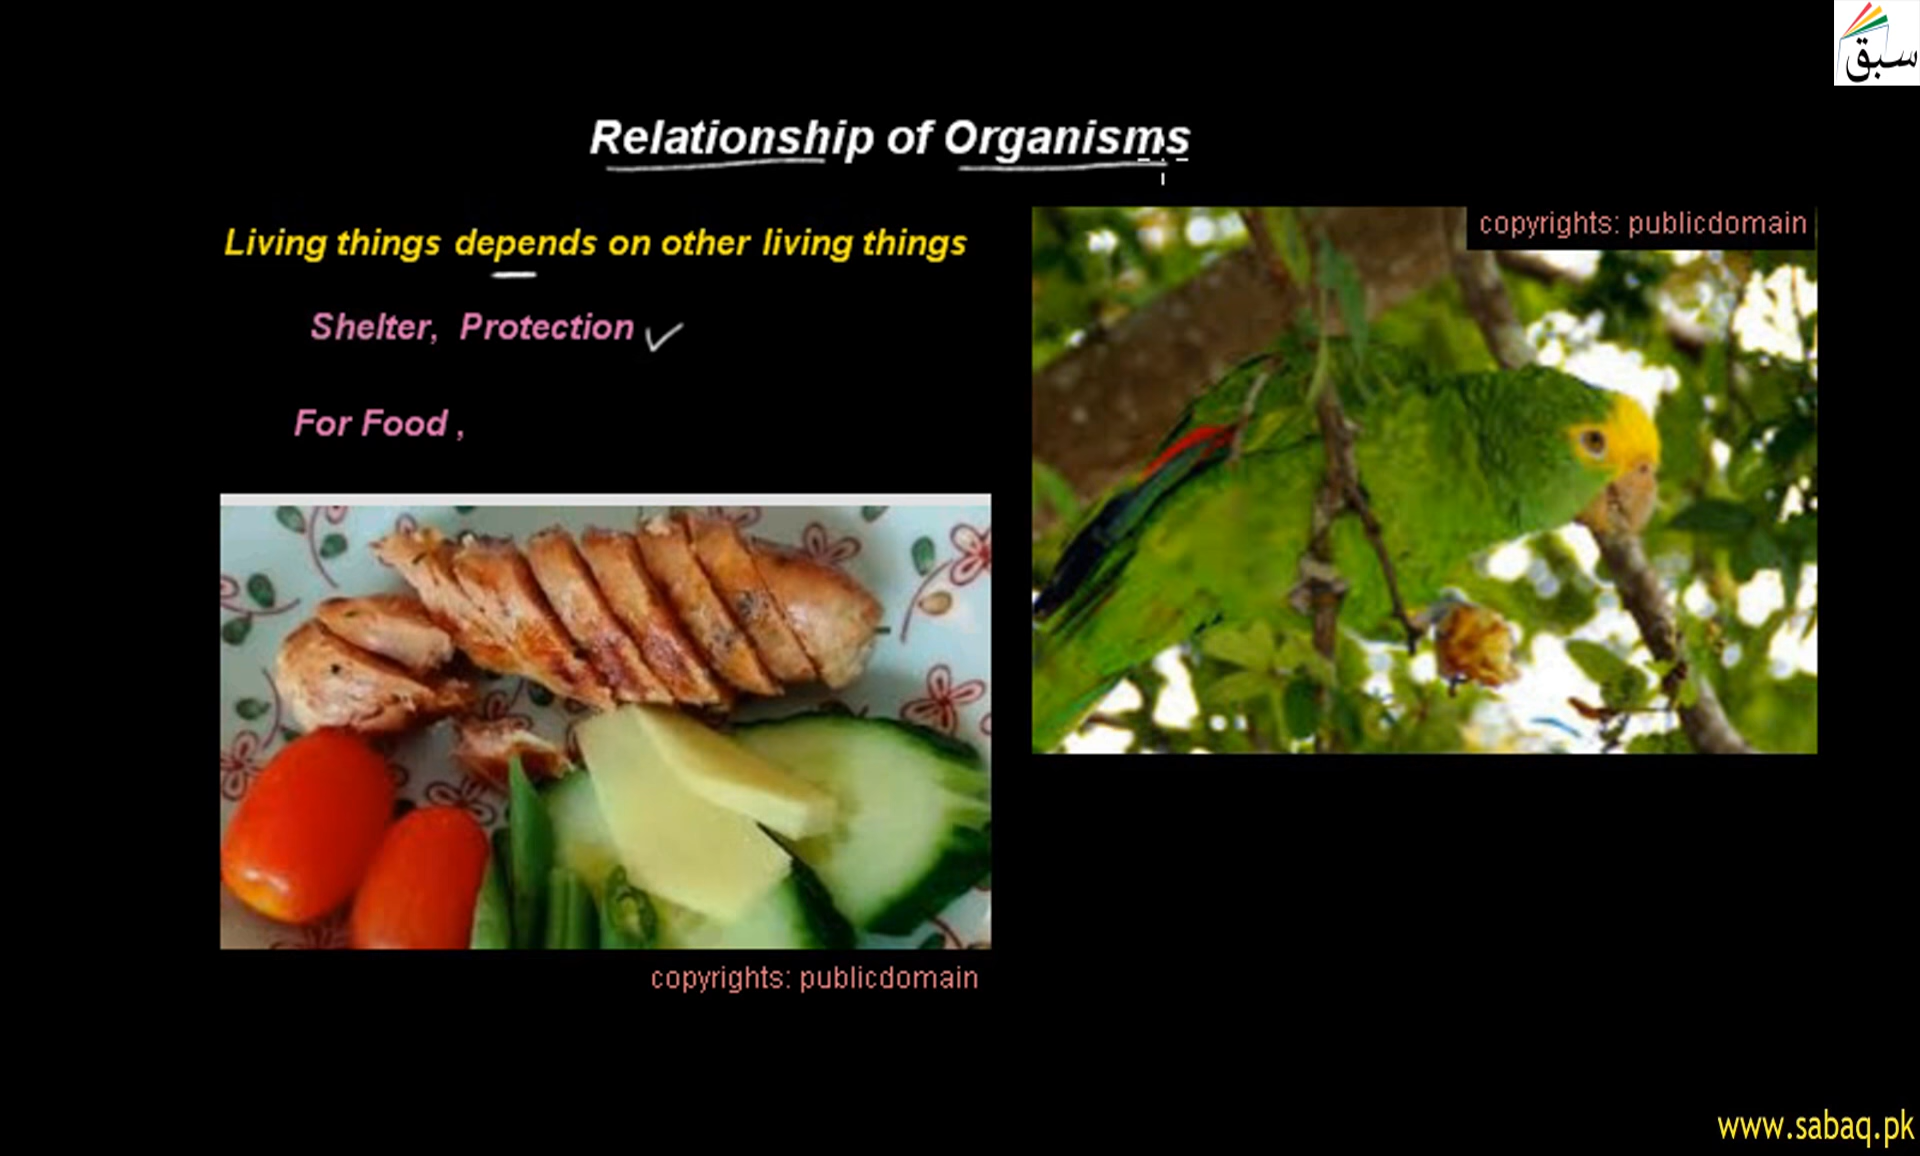 سبق
Relationship of Organisms
Living things depends on other living things
copyrights: publicdomain
Shelter, Protection
For Food ,
copyrights: publicdomain
www.sabaq.pk